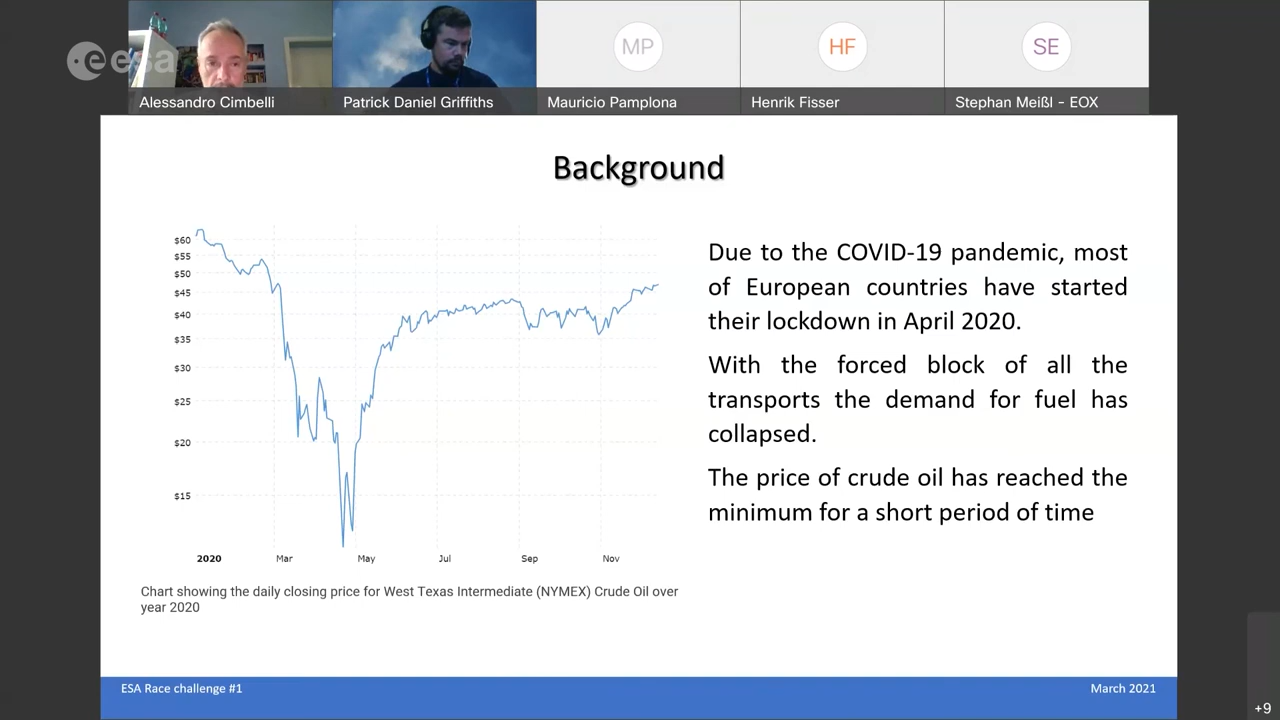 esa
MP
HF
SE
Alessandro Cimbelli
Patrick Daniel Griffiths
Mauricio Pamplona
Henrik Fisser
Stephan Meißl - EOX
Background
$60
$55
$50
$45
$40
$35
$30
$25
$20
$15
2020
Mar
May
Jul
Sep
Nov
Chart showing the daily closing price for West Texas Intermediate (NYMEX) Crude Oil over
year 2020
Due to the COVID-19 pandemic, most
of European countries have started
their lockdown in April 2020.
With the forced block of all the
transports the demand for fuel has
collapsed.
The price of crude oil has reached the
minimum for a short period of time
ESA Race challenge #1
March 2021
+9